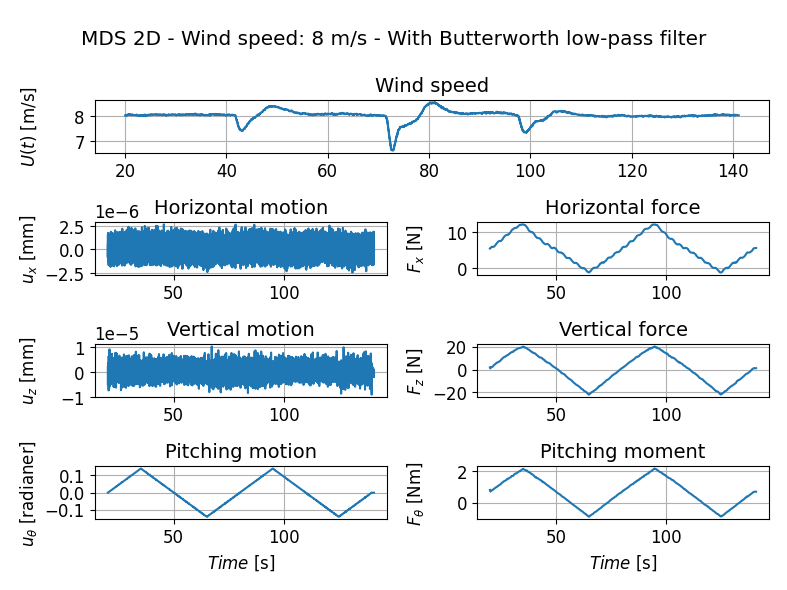 MDS 2D - Wind speed: 8 m/s - With Butterworth low-pass filter
Wind speed
U(t) [m/s]
8
7
20 40 60 80 100 120 140
1e−6 Horizontal motion
u_x [mm]
2.5
0.0
−2.5
50 100
Horizontal force
F_x [N]
10
0
50 100
1e−5 Vertical motion
u_z [mm]
1
0
−1
50 100
Vertical force
F_z [N]
20
0
−20
50 100
Pitching motion
u_θ [radianer]
0.1
0.0
−0.1
50 100
Time [s]
Pitching moment
F_θ [Nm]
2
0
50 100
Time [s]